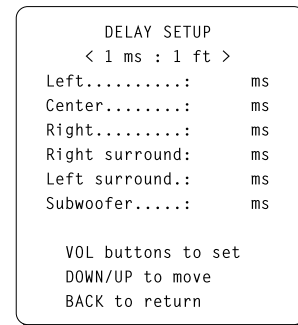 DELAY SETUP
< 1 ms : 1 ft >
Left..........: ms
Center........: ms
Right.........: ms
Right surround: ms
Left surround.: ms
Subwoofer.....: ms
VOL buttons to set
DOWN/UP to move
BACK to return